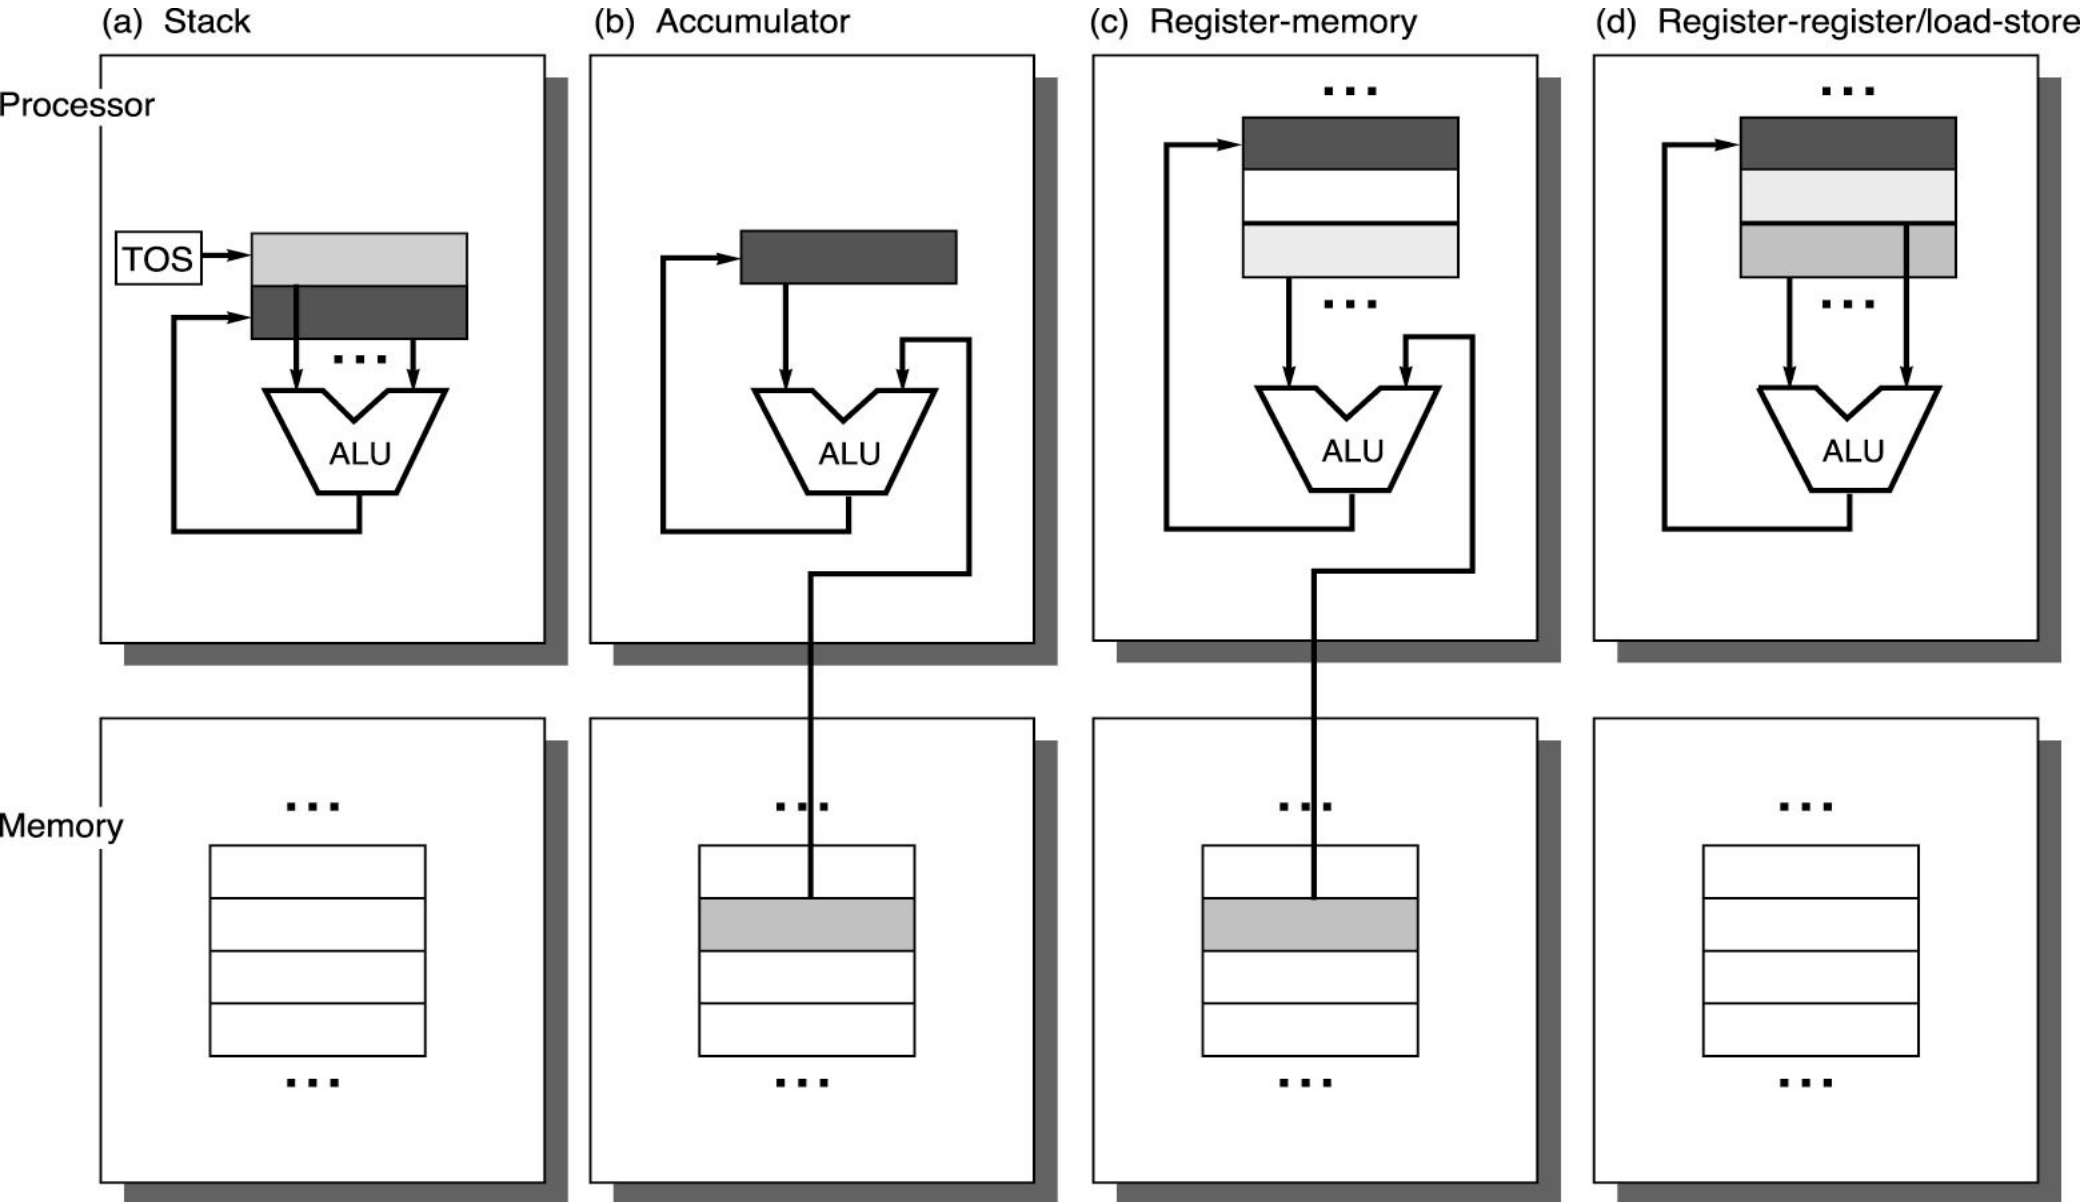 (a) Stack
(b) Accumulator
(c) Register-memory
(d) Register-register/load-store
Processor
TOS
...
...
...
...
...
ALU
ALU
ALU
ALU
Memory
...
...
...
...
...
...
...
...